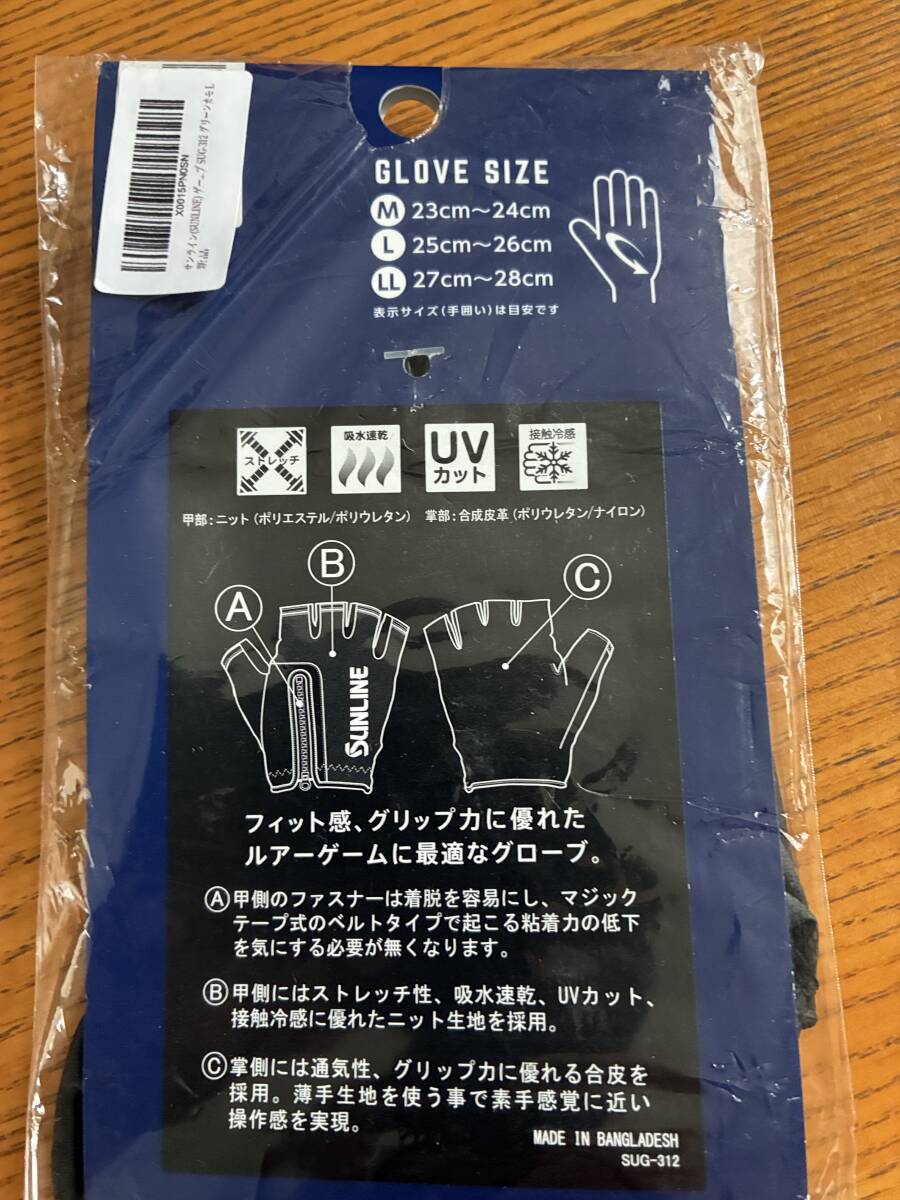 X0015PN0SN
サンライン(SUNLINE) SUG-312 グリーンカモ L
新品
GLOVE SIZE
M 23cm〜24cm
L 25cm〜26cm
LL 27cm〜28cm
表示サイズ(手囲い)は目安です
ストレッチ
吸水速乾
UV
カット
接触冷感
甲部:ニット(ポリエステル/ポリウレタン) 掌部:合成皮革(ポリウレタン/ナイロン)
A
B
C
SUNLINE
フィット感、グリップ力に優れた
ルアーゲームに最適なグローブ。
Ⓐ甲側のファスナーは着脱を容易にし、マジック
テープ式のベルトタイプで起こる粘着力の低下
を気にする必要が無くなります。
Ⓑ甲側にはストレッチ性、吸水速乾、UVカット、
接触冷感に優れたニット生地を採用。
Ⓒ掌側には通気性、グリップ力に優れる合皮を
採用。薄手生地を使う事で素手感覚に近い
操作感を実現。
MADE IN BANGLADESH
SUG-312